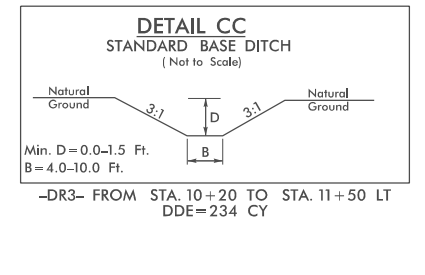 DETAIL CC
STANDARD BASE DITCH
( Not to Scale)
Natural
Ground
3:1
D
3:1
Natural
Ground
B
Min. D=0.0–1.5 Ft.
B=4.0–10.0 Ft.
–DR3– FROM STA. 10+20 TO STA. 11+50 LT
DDE=234 CY